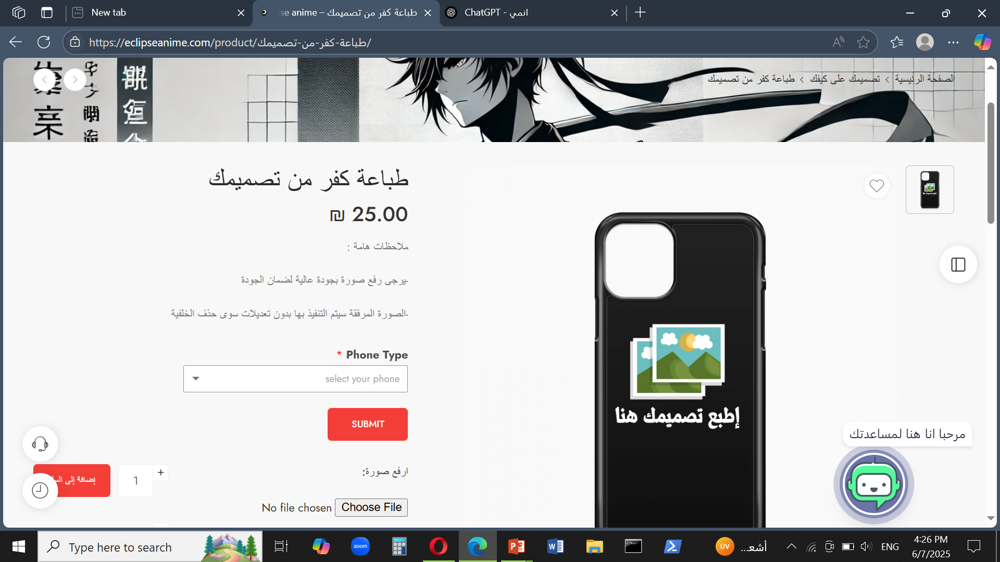 New tab
se anime – طباعة كفر من تصميمك
ChatGPT - انمي
https://eclipseanime.com/product/طباعة-كفر-من-تصميمك/
الصفحة الرئيسية > تصميمك على كيفك > طباعة كفر من تصميمك
طباعة كفر من تصميمك
25.00 ₪
ملاحظات هامة :
-يرجى رفع صورة بجودة عالية لضمان الجودة
-الصورة المرفقة سيتم التنفيذ بها بدون تعديلات سوى حذف الخلفية
Phone Type *
select your phone
SUBMIT
ارفع صورة:
Choose File No file chosen
1 +
إضافة إلى
إطبع تصميمك هنا
مرحبا انا هنا لمساعدتك
Type here to search
zoom
UV
أشع...
ENG
4:26 PM
6/7/2025